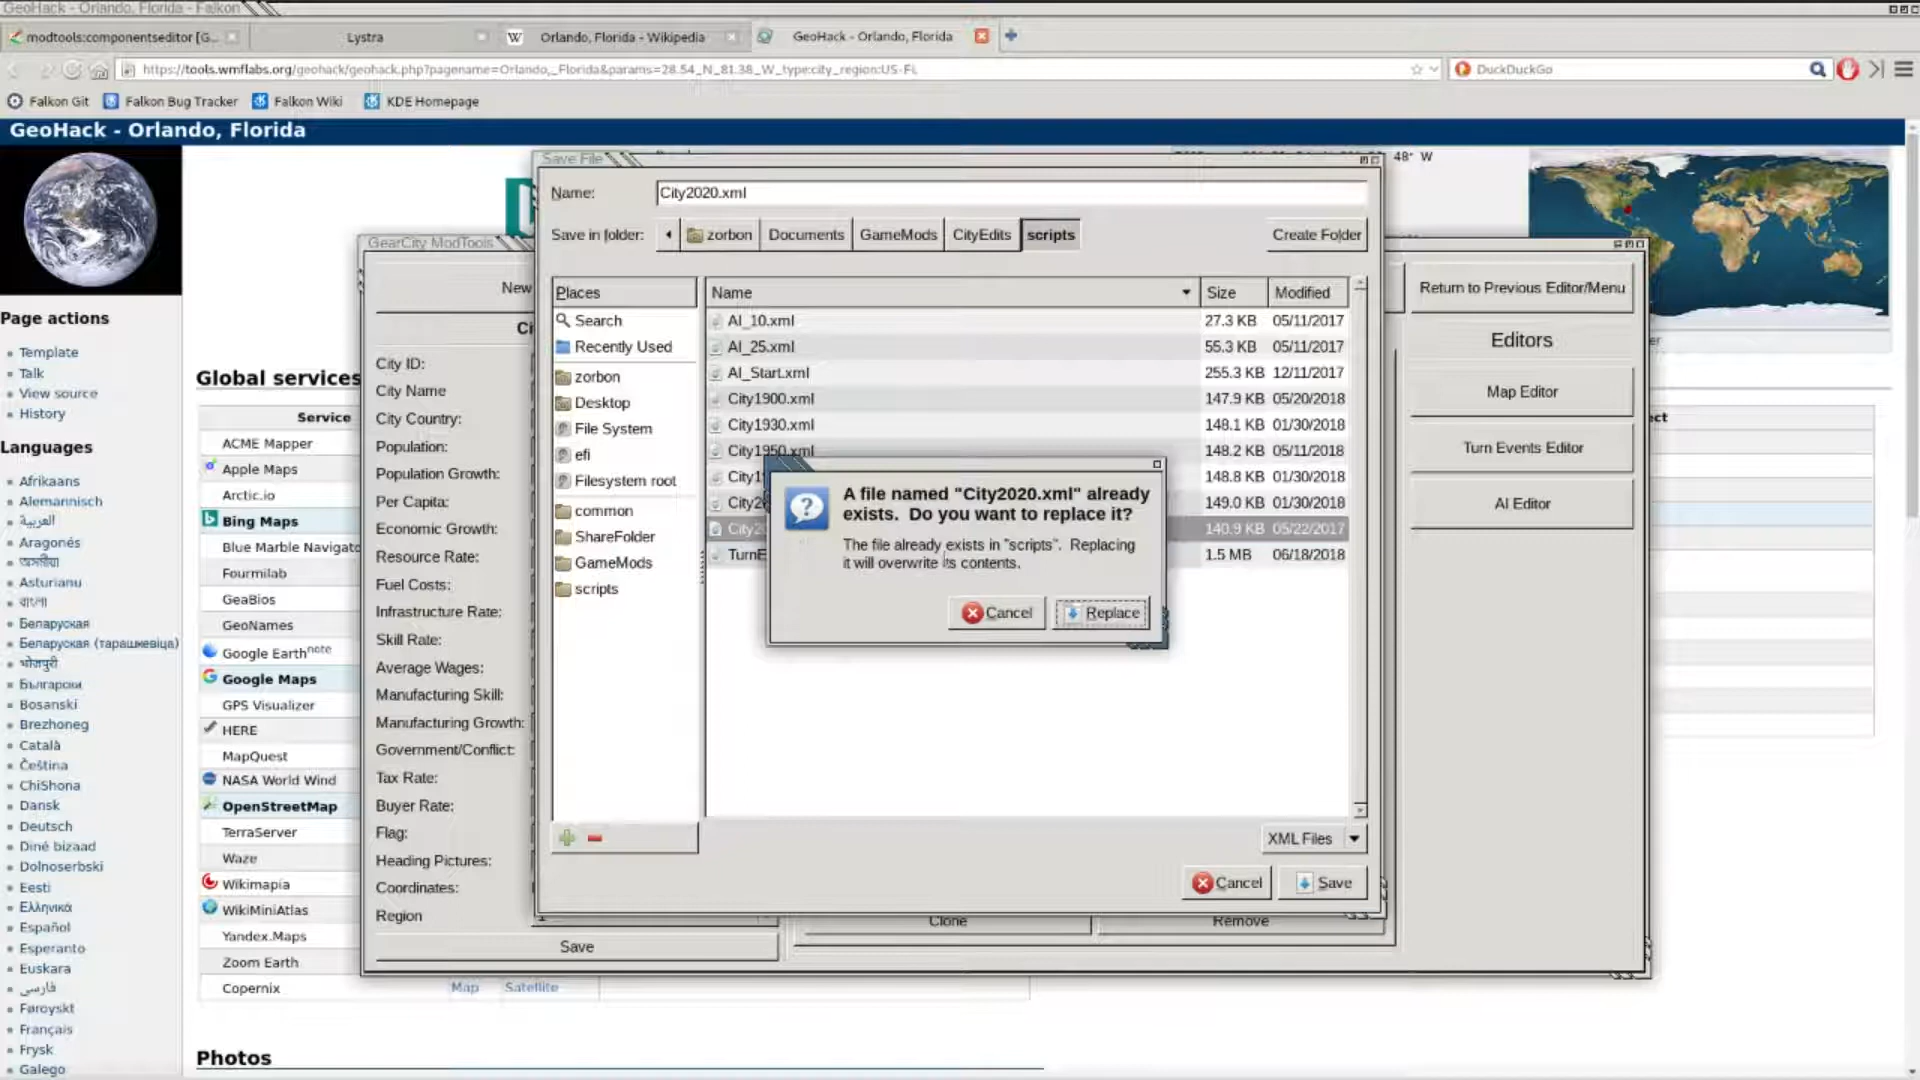 GeoHack - Orlando, Florida - Falkon
modtools:componentseditor [G...
Lystra
Orlando, Florida - Wikipedia
GeoHack - Orlando, Florida
https://tools.wmflabs.org/geohack/geohack.php?pagename=Orlando,_Florida&params=28.54_N_81.38_W_type:city_region:US-FL
DuckDuckGo
Falkon Git
Falkon Bug Tracker
Falkon Wiki
KDE Homepage
GeoHack - Orlando, Florida
48″ W
Page actions
Template
Talk
View source
History
Languages
Afrikaans
Alemannisch
العربية
Aragonés
অসমীয়া
Asturianu
বাংলা
Беларуская
Беларуская (тарашкевіца)
भोजपुरी
Български
Bosanski
Brezhoneg
Català
Čeština
ChiShona
Dansk
Deutsch
Diné bizaad
Dolnoserbski
Eesti
Ελληνικά
Español
Esperanto
Euskara
فارسی
Føroyskt
Français
Frysk
Galego
Global services
Service
ACME Mapper
Apple Maps
Arctic.io
Bing Maps
Blue Marble Navigato
Fourmilab
GeaBios
GeoNames
Google Earth note
Google Maps
GPS Visualizer
HERE
MapQuest
NASA World Wind
OpenStreetMap
TerraServer
Waze
Wikimapia
WikiMiniAtlas
Yandex.Maps
Zoom Earth
Copernix
Map
Satellite
Photos
GearCity ModTools
New
Ci
City ID:
City Name
City Country:
Population:
Population Growth:
Per Capita:
Economic Growth:
Resource Rate:
Fuel Costs:
Infrastructure Rate:
Skill Rate:
Average Wages:
Manufacturing Skill:
Manufacturing Growth:
Government/Conflict:
Tax Rate:
Buyer Rate:
Flag:
Heading Pictures:
Coordinates:
Region
Save
Clone
Remove
Return to Previous Editor/Menu
Editors
Map Editor
Turn Events Editor
AI Editor
ect
Save File
Name:
City2020.xml
Save in folder:
zorbon
Documents
GameMods
CityEdits
scripts
Create Folder
Places
Search
Recently Used
zorbon
Desktop
File System
efi
Filesystem root
common
ShareFolder
GameMods
scripts
Name
Size
Modified
AI_10.xml 27.3 KB 05/11/2017
AI_25.xml 55.3 KB 05/11/2017
AI_Start.xml 255.3 KB 12/11/2017
City1900.xml 147.9 KB 05/20/2018
City1930.xml 148.1 KB 01/30/2018
City1950.xml 148.2 KB 05/11/2018
City1 148.8 KB 01/30/2018
City2 149.0 KB 01/30/2018
City20 140.9 KB 05/22/2017
TurnE 1.5 MB 06/18/2018
XML Files
Cancel
Save
A file named "City2020.xml" already
exists. Do you want to replace it?
The file already exists in "scripts". Replacing
it will overwrite its contents.
Cancel
Replace